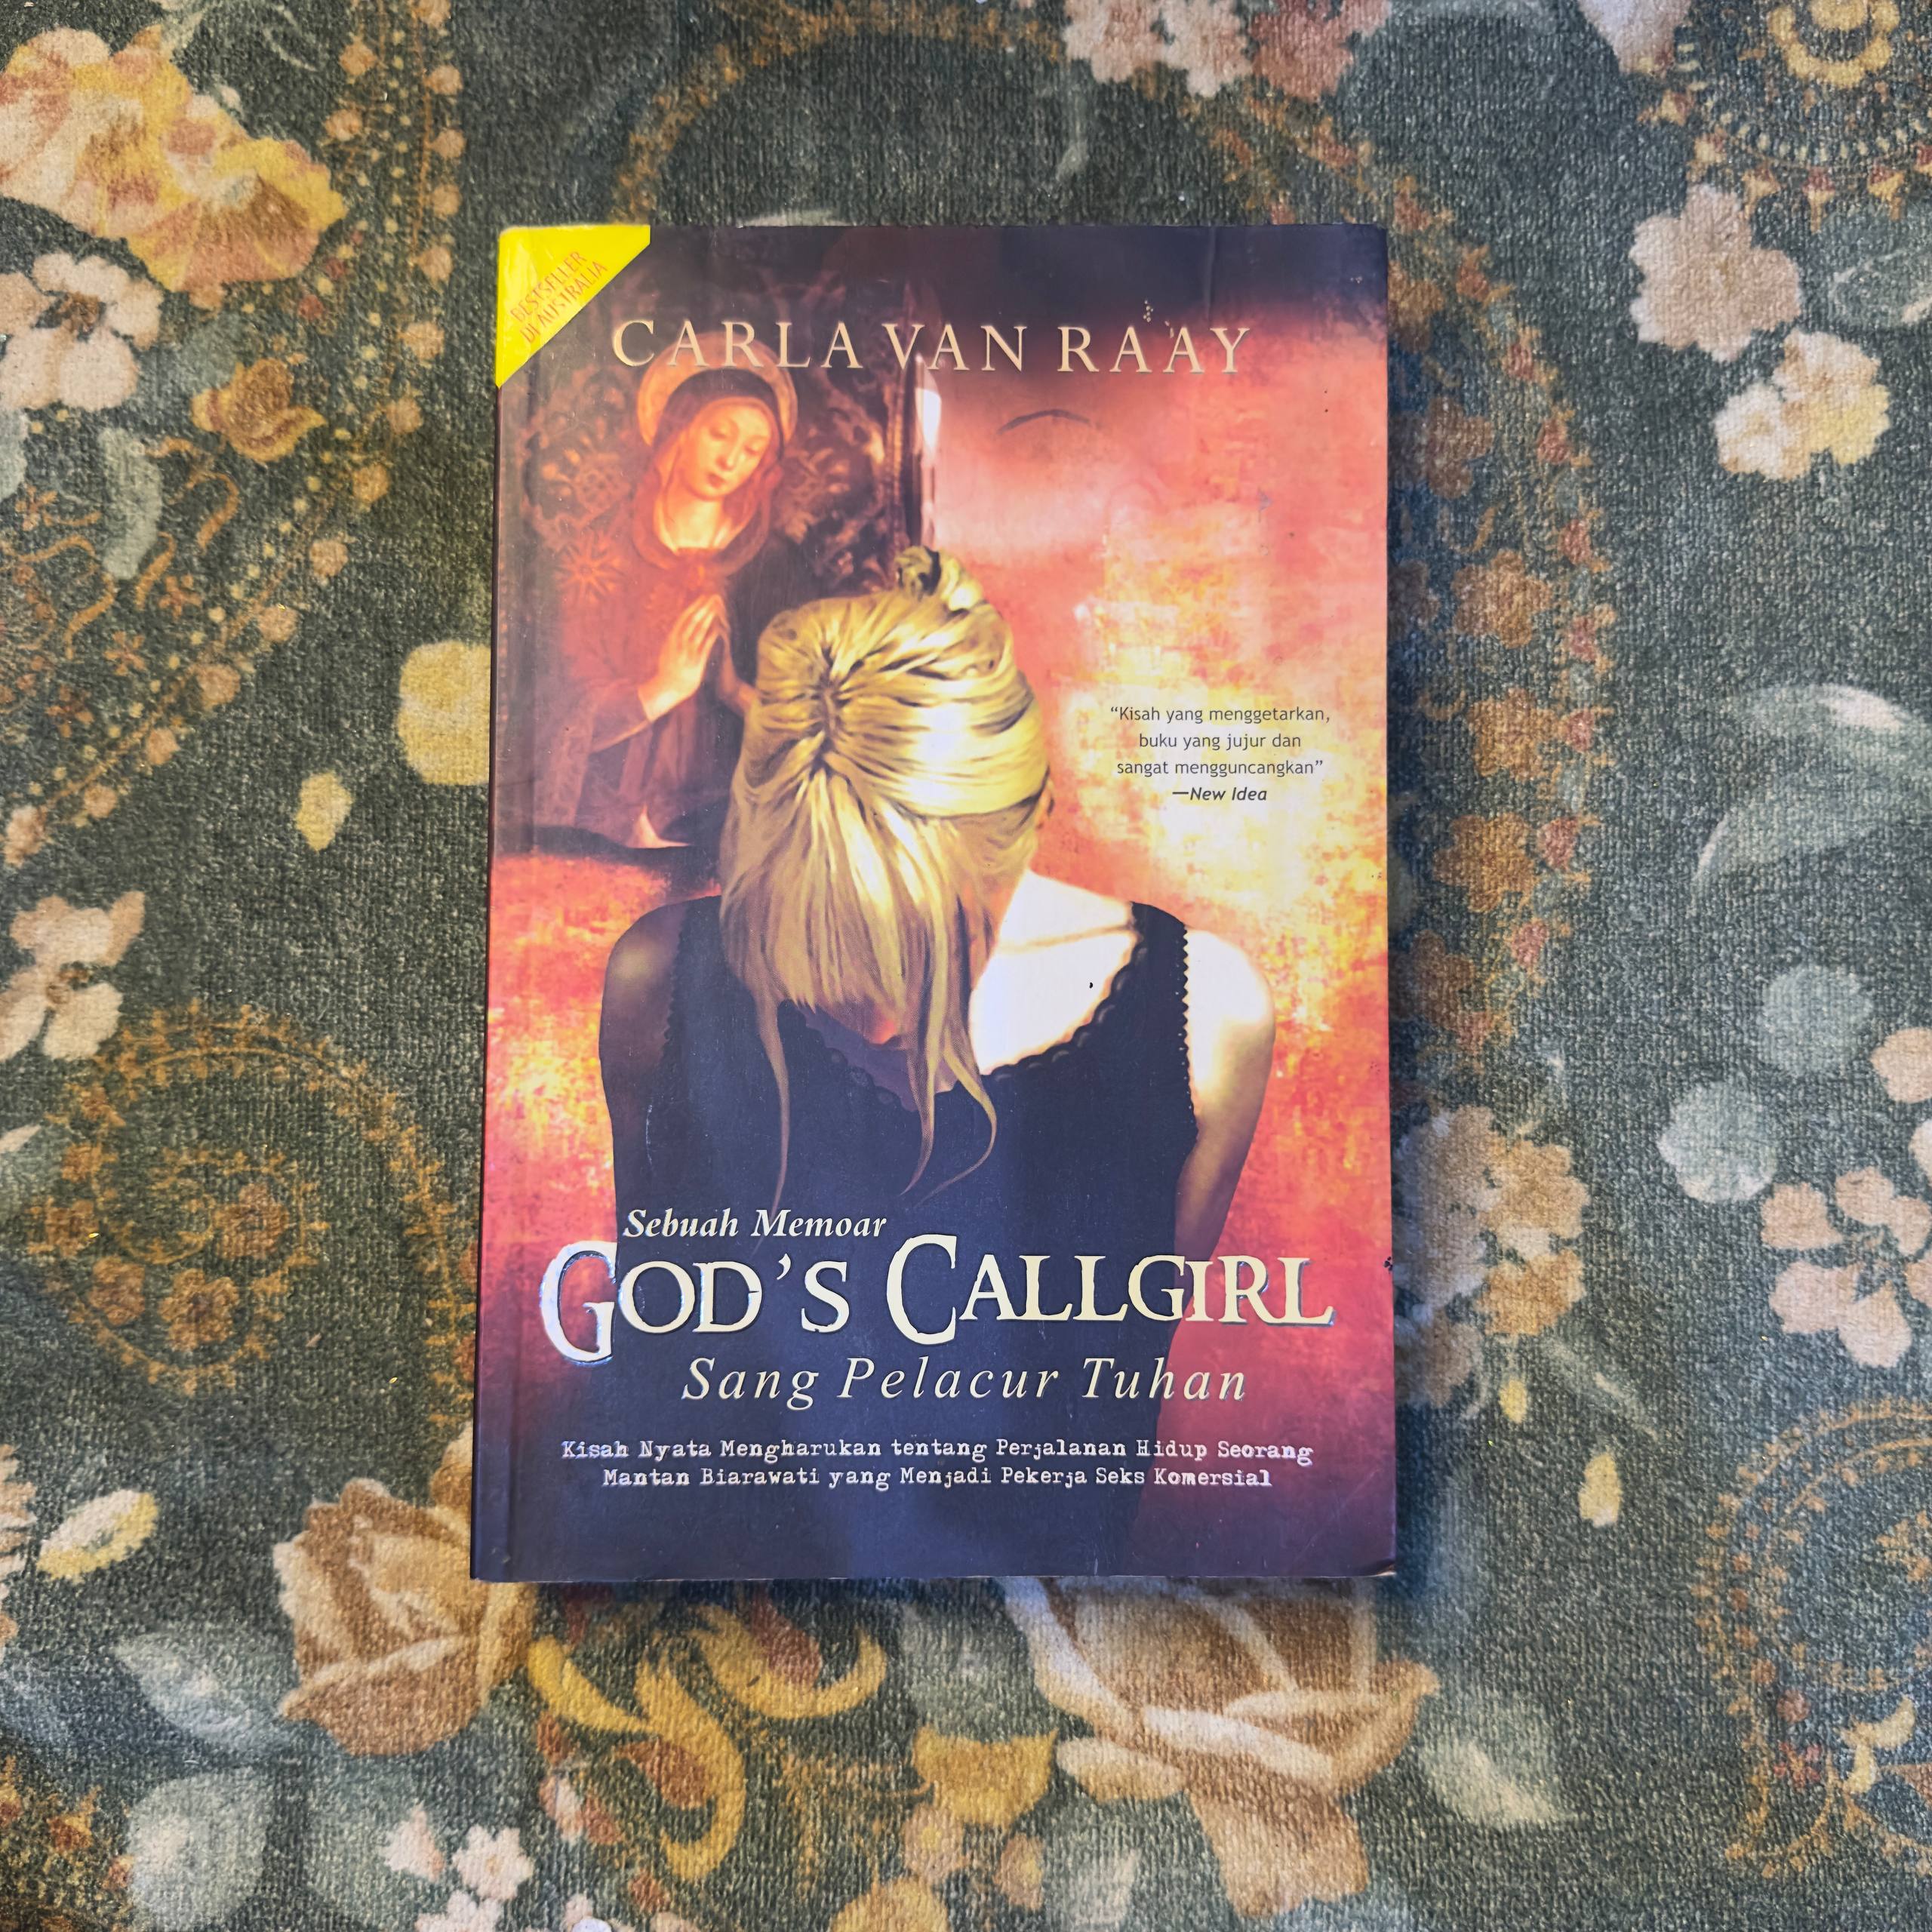 BESTSELLER
DI AUSTRALIA
CARLA VAN RAAY
“Kisah yang menggetarkan,
buku yang jujur dan
sangat mengguncangkan”
—New Idea
Sebuah Memoar
GOD'S CALLGIRL
Sang Pelacur Tuhan
Kisah Nyata Mengharukan tentang Perjalanan Hidup Seorang
Mantan Biarawati yang Menjadi Pekerja Seks Komersial